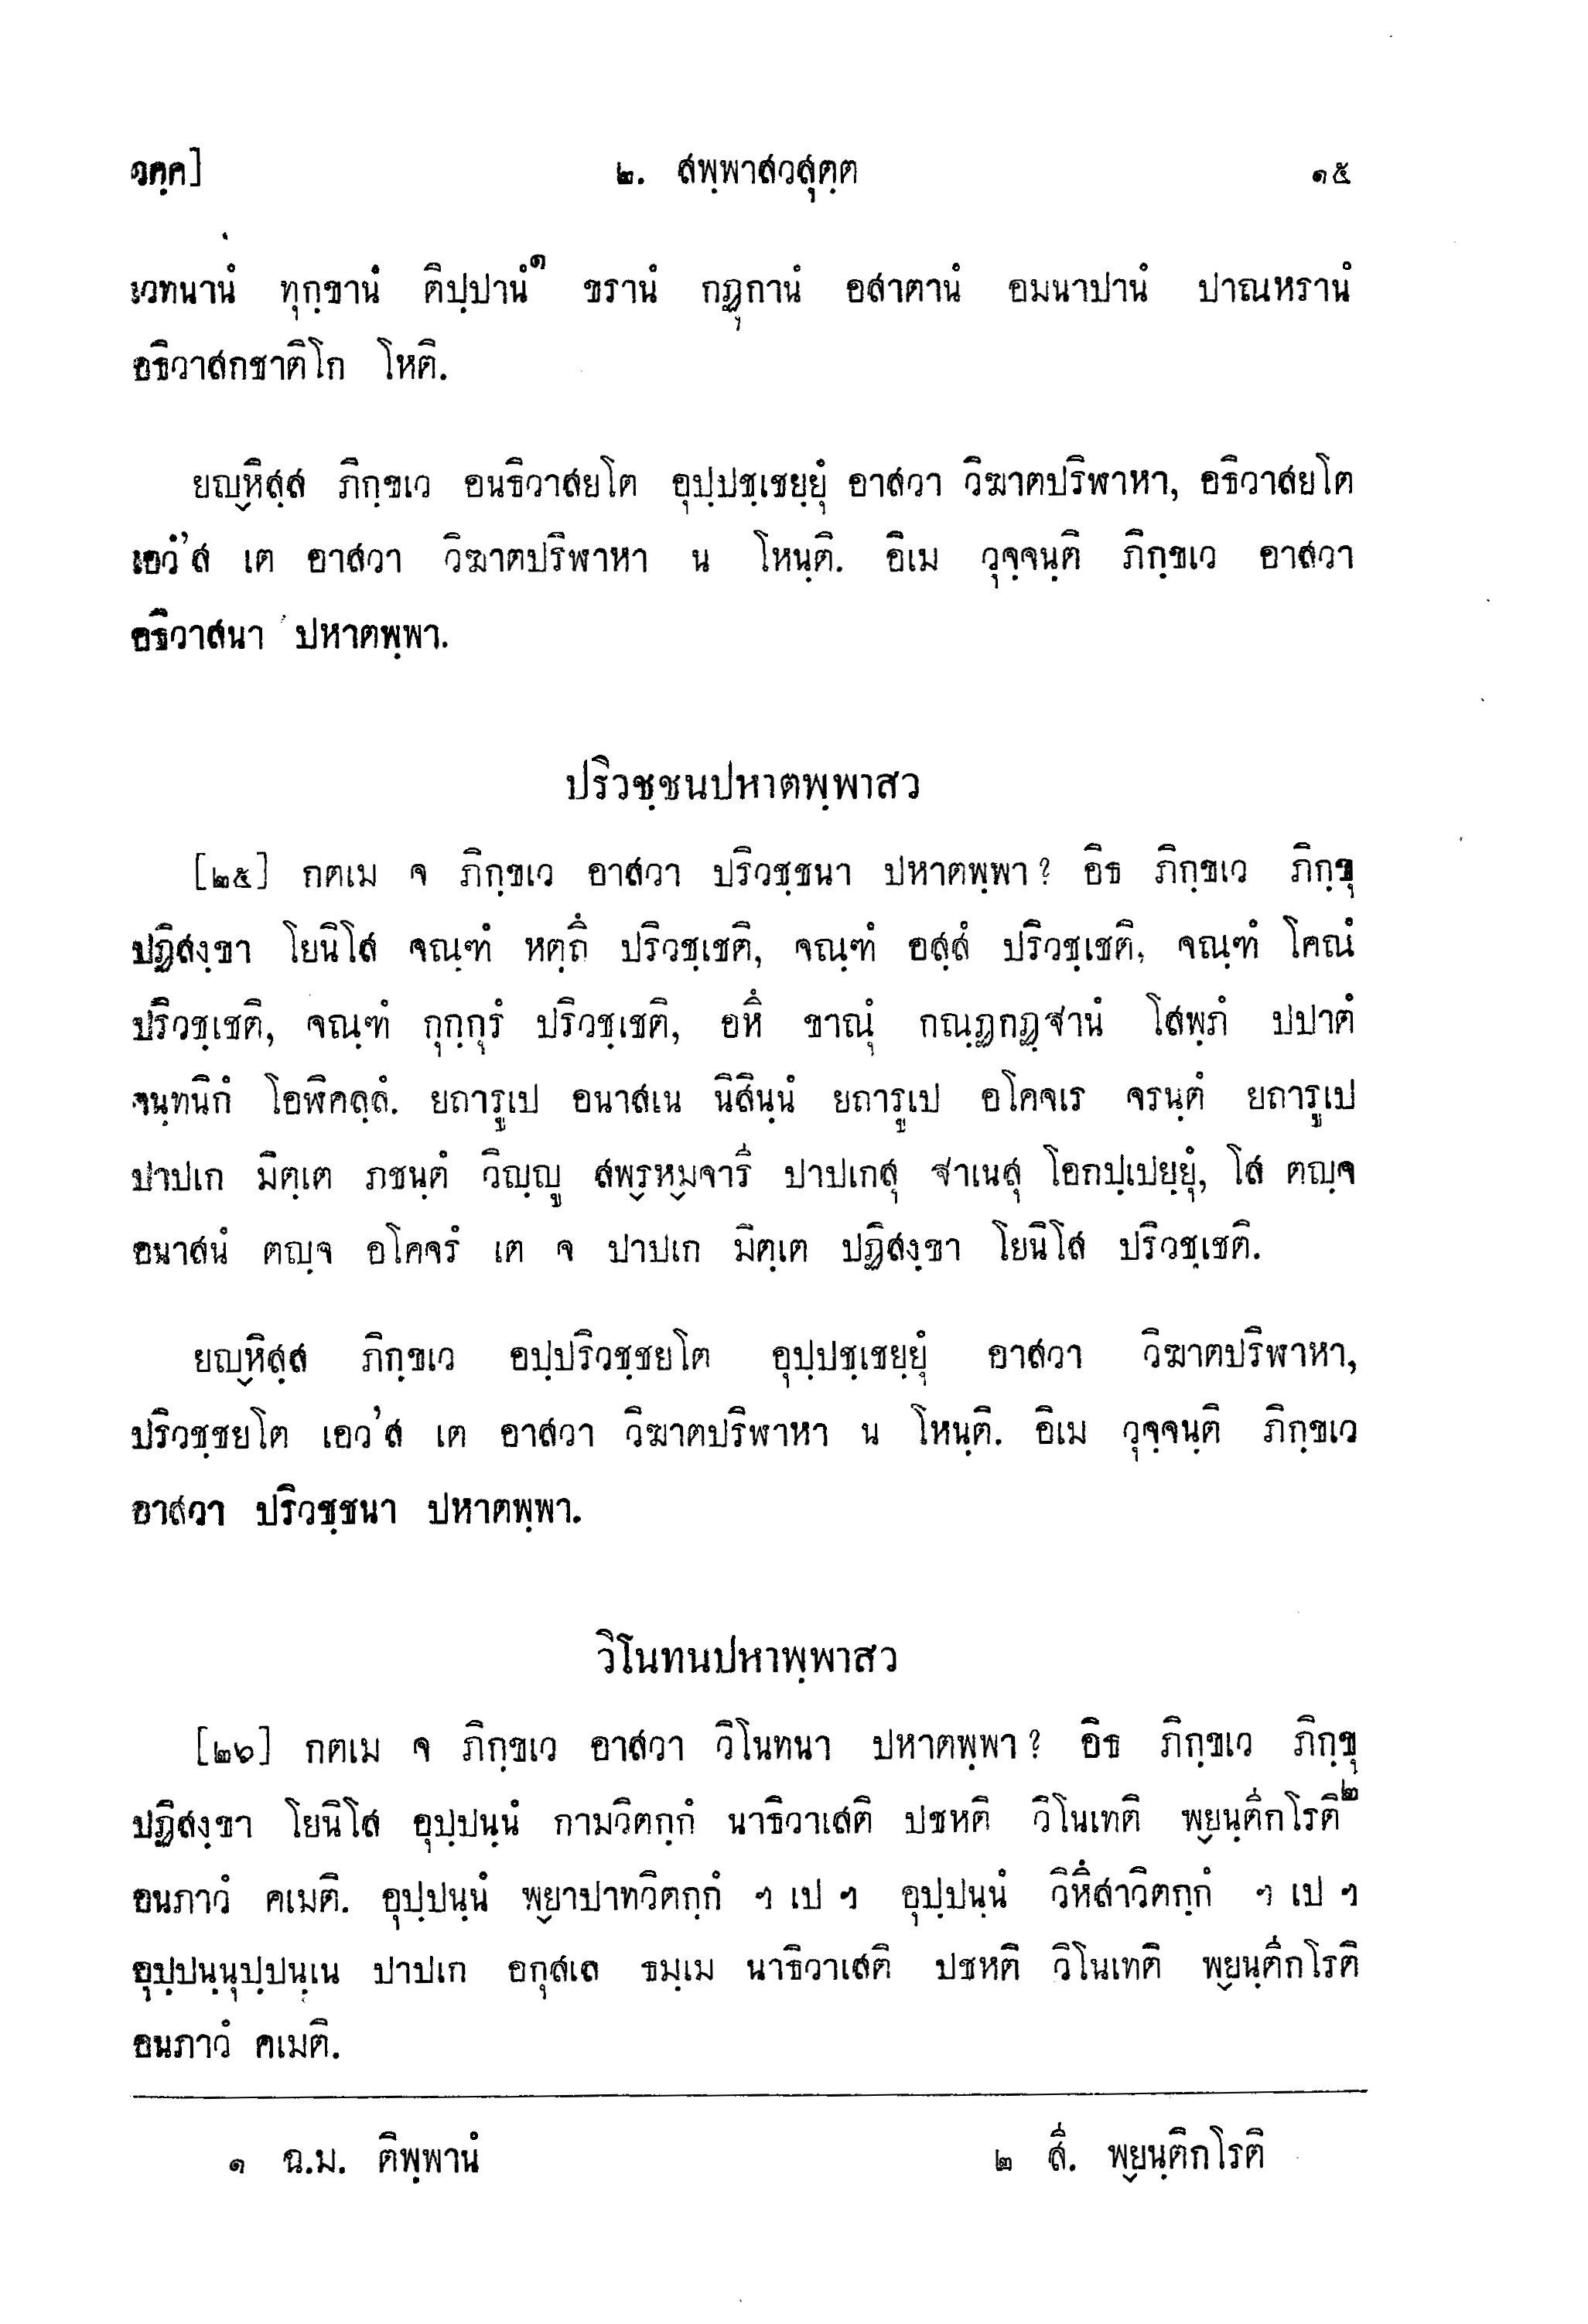 วคฺค] ๒. สพฺพาสวสุตฺต ๑๕
เวทนานํ ทุกฺขานํ ติปฺปานํ๑ ขรานํ กฏุกานํ อสาตานํ อมนาปานํ ปาณหรานํ
อธิวาสกชาติโก โหติ.
ยญฺหิสฺส ภิกฺขเว อนธิวาสยโต อุปฺปชฺเชยฺยุํ อาสวา วิฆาตปริฬาหา, อธิวาสยโต
เอวํ'ส เต อาสวา วิฆาตปริฬาหา น โหนฺติ. อิเม วุจฺจนฺติ ภิกฺขเว อาสวา
อธิวาสนา ปหาตพฺพา.
ปริวชฺชนปหาตพฺพาสว
[๒๕] กตเม จ ภิกฺขเว อาสวา ปริวชฺชนา ปหาตพฺพา? อิธ ภิกฺขเว ภิกฺขุ
ปฏิสงฺขา โยนิโส จณฺฑํ หตฺถึ ปริวชฺเชติ, จณฺฑํ อสฺสํ ปริวชฺเชติ, จณฺฑํ โคณํ
ปริวชฺเชติ, จณฺฑํ กุกฺกุรํ ปริวชฺเชติ, อหึ ขาณุํ กณฺฏกฏฺฐานํ โสพฺภํ ปปาตํ
จนฺทนิกํ โอฬิคลฺลํ. ยถารูเป อนาสเน นิสินฺนํ ยถารูเป อโคจเร จรนฺตํ ยถารูเป
ปาปเก มิตฺเต ภชนฺตํ วิญฺญู สพฺรหฺมจารี ปาปเกสุ ฐาเนสุ โอกปฺเปยฺยุํ, โส ตญฺจ
อนาสนํ ตญฺจ อโคจรํ เต จ ปาปเก มิตฺเต ปฏิสงฺขา โยนิโส ปริวชฺเชติ.
ยญฺหิสฺส ภิกฺขเว อปฺปริวชฺชยโต อุปฺปชฺเชยฺยุํ อาสวา วิฆาตปริฬาหา,
ปริวชฺชยโต เอว'ส เต อาสวา วิฆาตปริฬาหา น โหนฺติ. อิเม วุจฺจนฺติ ภิกฺขเว
อาสวา ปริวชฺชนา ปหาตพฺพา.
วิโนทนปหาพฺพาสว
[๒๖] กตเม จ ภิกฺขเว อาสวา วิโนทนา ปหาตพฺพา? อิธ ภิกฺขเว ภิกฺขุ
ปฏิสงฺขา โยนิโส อุปฺปนฺนํ กามวิตกฺกํ นาธิวาเสติ ปชหติ วิโนเทติ พฺยนฺตึกโรติ๒
อนภาวํ คเมติ. อุปฺปนฺนํ พฺยาปาทวิตกฺกํ ฯ เป ฯ อุปฺปนฺนํ วิหึสาวิตกฺกํ ฯ เป ฯ
อุปฺปนฺนุปฺปนฺเน ปาปเก อกุสเล ธมฺเม นาธิวาเสติ ปชหติ วิโนเทติ พฺยนฺตึกโรติ
อนภาวํ คเมติ.
๑ ฉ.ม. ติพฺพานํ ๒ สี. พฺยนฺติกโรติ